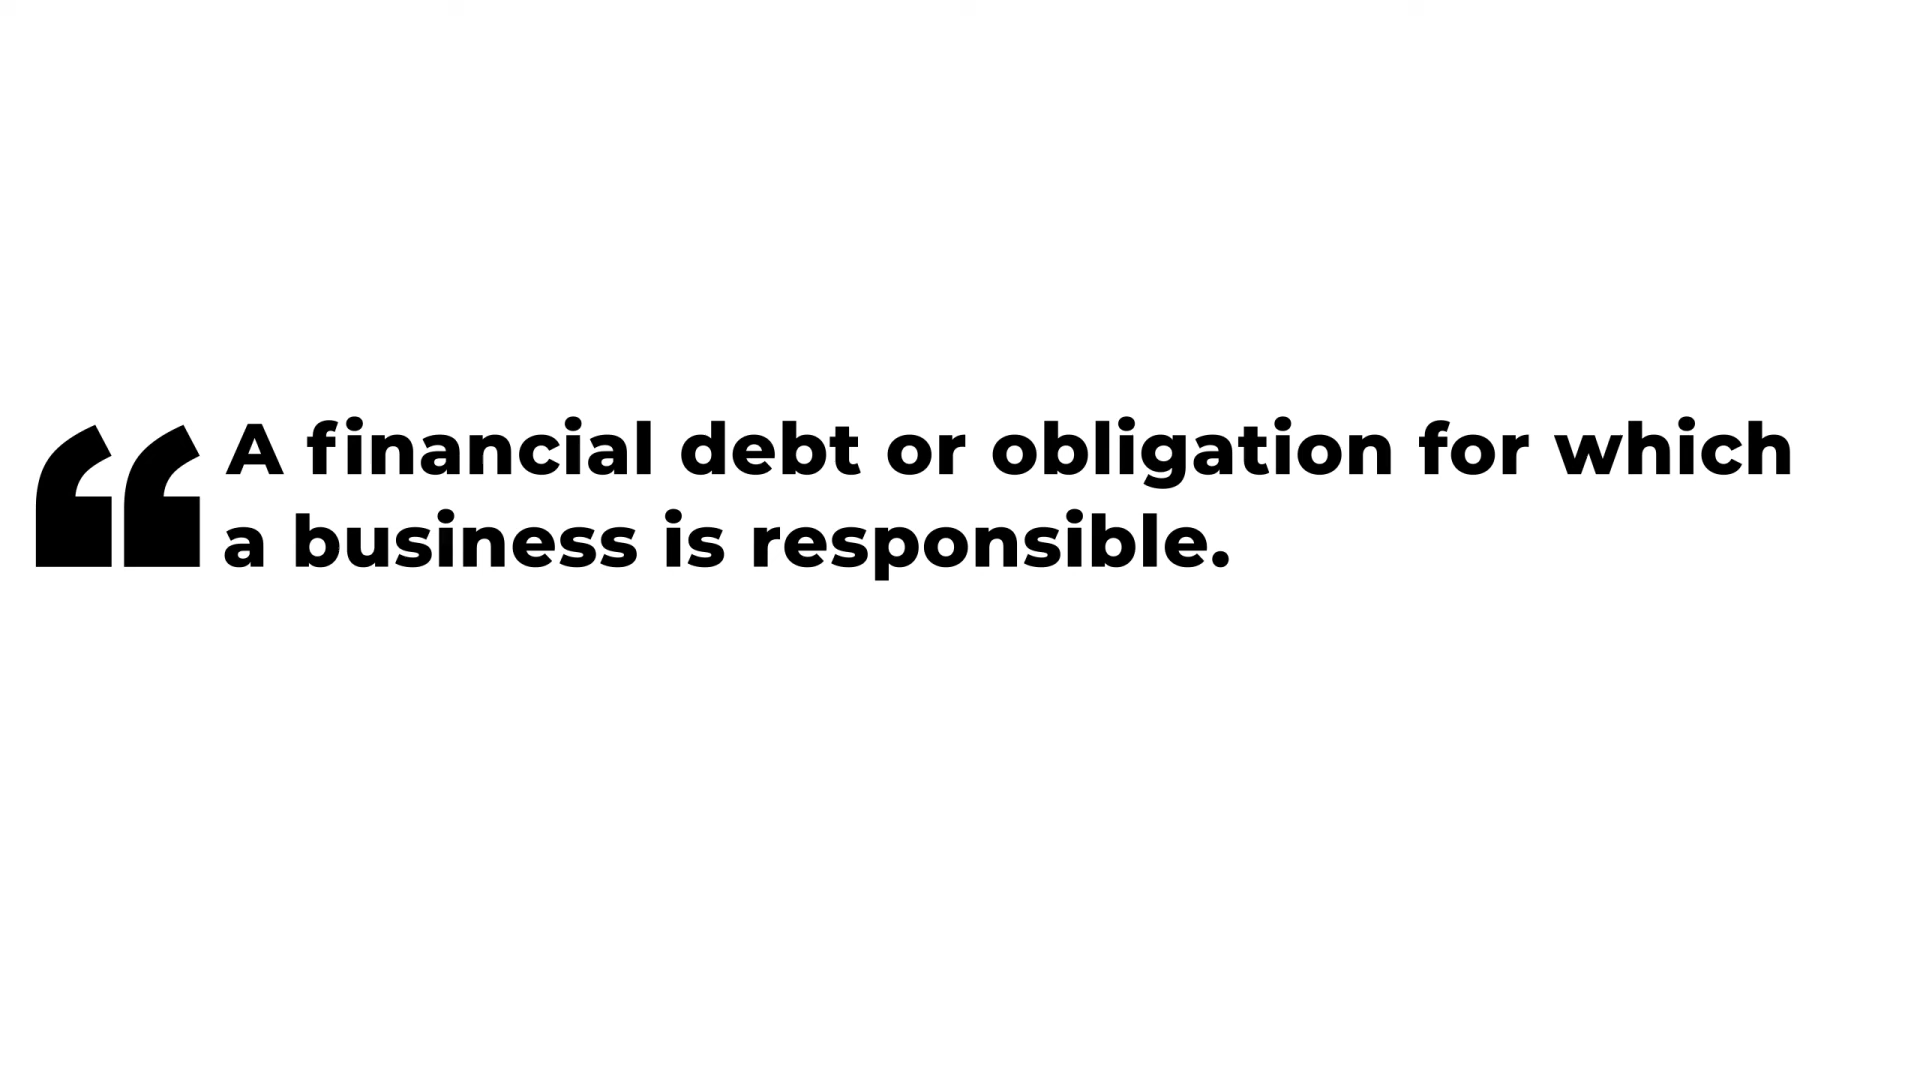 “A financial debt or obligation for which
a business is responsible.